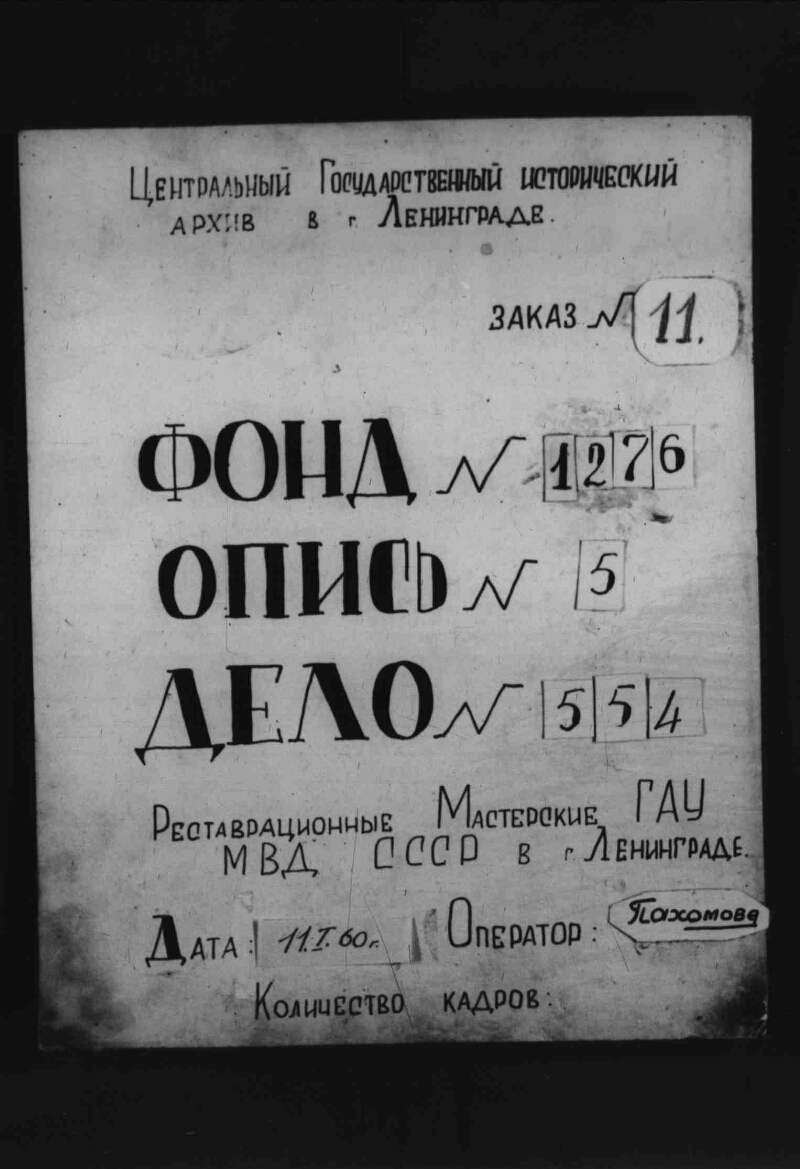 Центральный Государственный исторический
архив в г Ленинграде.
заказ № 11.
ФОНД № 1276
ОПИСЬ № 5
ДЕЛО № 554
Реставрационные Мастерские ГАУ
МВД СССР в г. Ленинграде.
Дата: 11.I.60г. Оператор: Пахомова
Количество кадров: